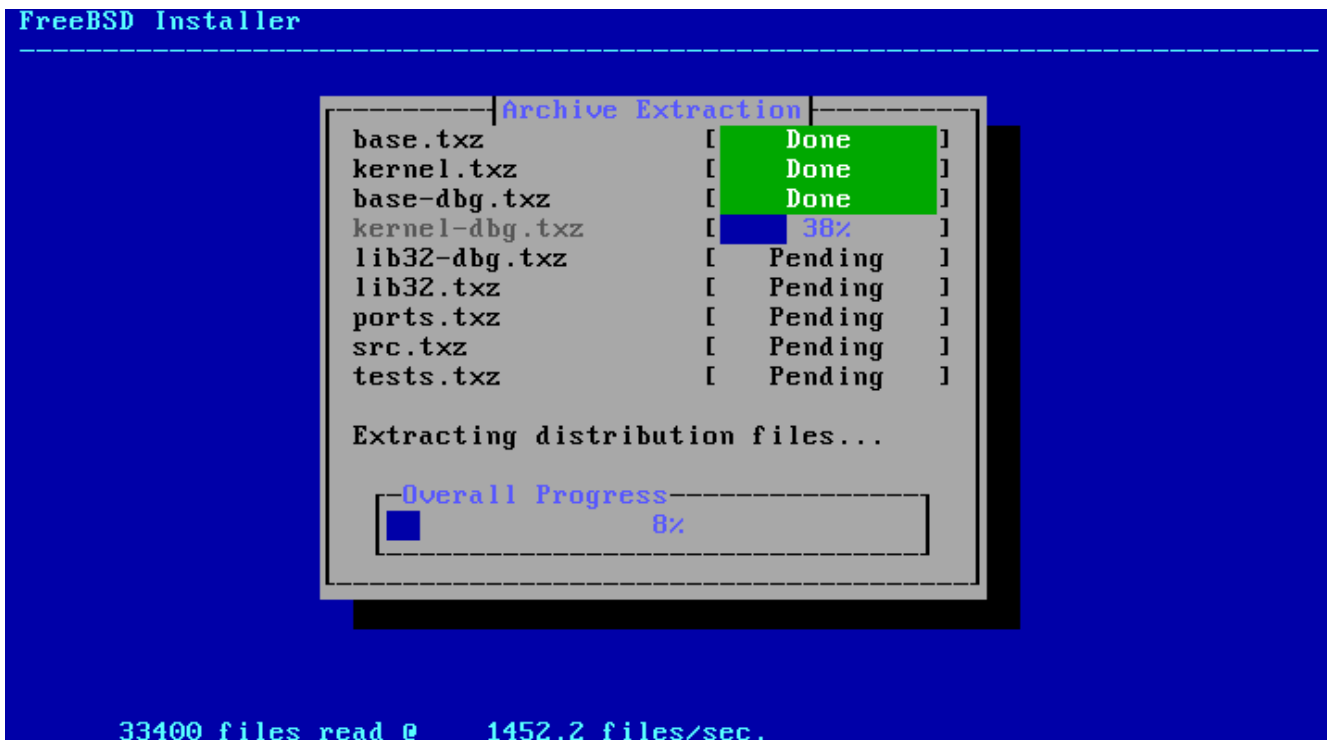 FreeBSD Installer
Archive Extraction
base.txz [ Done ]
kernel.txz [ Done ]
base-dbg.txz [ Done ]
kernel-dbg.txz [ 38% ]
lib32-dbg.txz [ Pending ]
lib32.txz [ Pending ]
ports.txz [ Pending ]
src.txz [ Pending ]
tests.txz [ Pending ]
Extracting distribution files...
Overall Progress
8%
33400 files read @ 1452.2 files/sec.